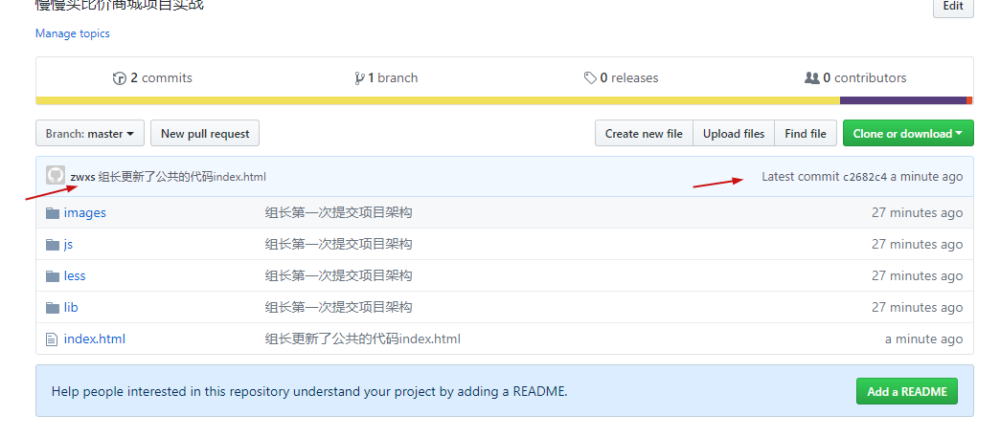 慢慢买比价商城项目实战
Edit
Manage topics
2 commits 1 branch 0 releases 0 contributors
Branch: master New pull request Create new file Upload files Find file Clone or download
zwxs 组长更新了公共的代码index.html Latest commit c2682c4 a minute ago
images 组长第一次提交项目架构 27 minutes ago
js 组长第一次提交项目架构 27 minutes ago
less 组长第一次提交项目架构 27 minutes ago
lib 组长第一次提交项目架构 27 minutes ago
index.html 组长更新了公共的代码index.html a minute ago
Help people interested in this repository understand your project by adding a README. Add a README